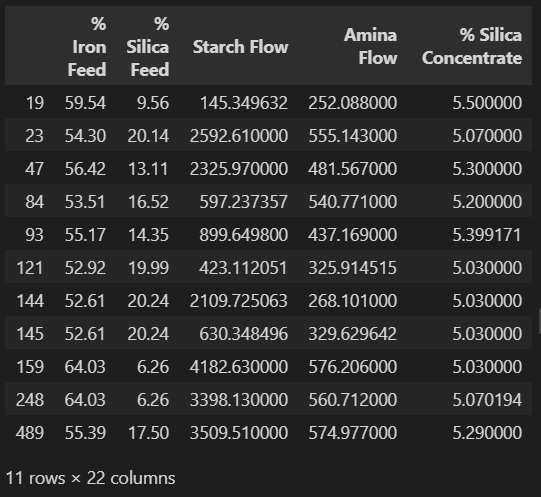 % Iron Feed % Silica Feed Starch Flow Amina Flow % Silica Concentrate
19 59.54 9.56 145.349632 252.088000 5.500000
23 54.30 20.14 2592.610000 555.143000 5.070000
47 56.42 13.11 2325.970000 481.567000 5.300000
84 53.51 16.52 597.237357 540.771000 5.200000
93 55.17 14.35 899.649800 437.169000 5.399171
121 52.92 19.99 423.112051 325.914515 5.030000
144 52.61 20.24 2109.725063 268.101000 5.030000
145 52.61 20.24 630.348496 329.629642 5.030000
159 64.03 6.26 4182.630000 576.206000 5.030000
248 64.03 6.26 3398.130000 560.712000 5.070194
489 55.39 17.50 3509.510000 574.977000 5.290000
11 rows × 22 columns